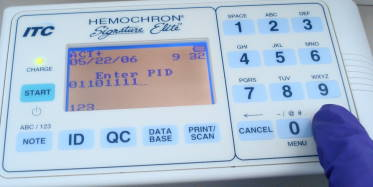 HEMOCHRON®
ITC Signature Elite®
ACT+
05/22/06 9 32
Enter PID
01101111_
123
CHARGE
START
ABC / 123
NOTE
ID
QC
DATA
BASE
PRINT/
SCAN
SPACE ABC DEF
1 2 3
GHI JKL MNO
4 5 6
PQRS TUV WXYZ
7 8 9
- / @ #
CANCEL 0
MENU